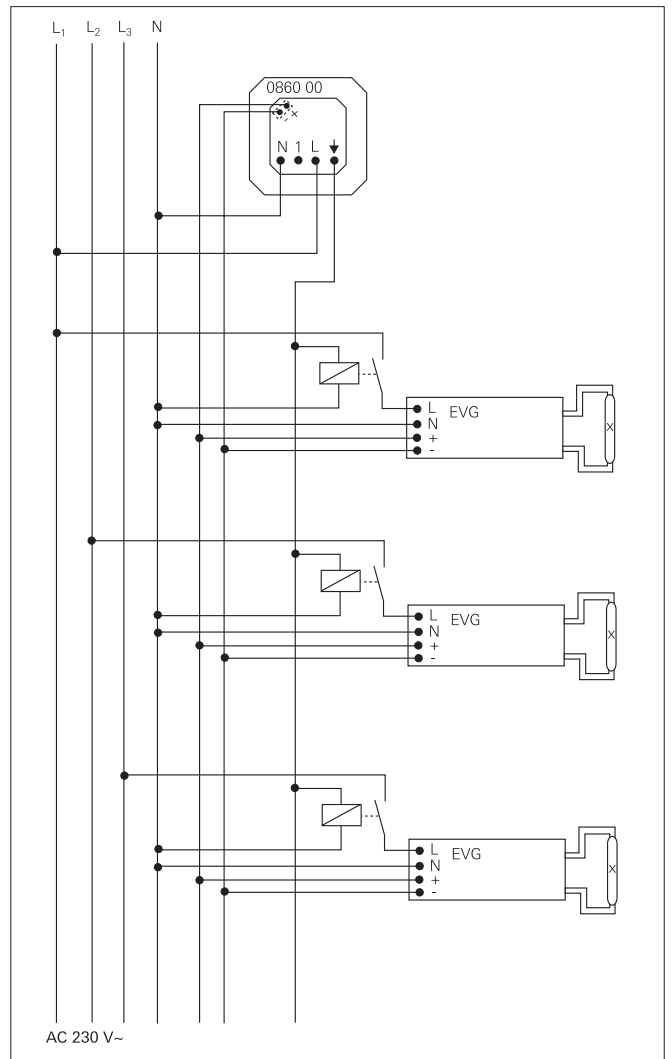 L₁ L₂ L₃ N
0860 00
x
N 1 L ↓
L EVG
N
+
-
X
L EVG
N
+
-
X
L EVG
N
+
-
X
AC 230 V~